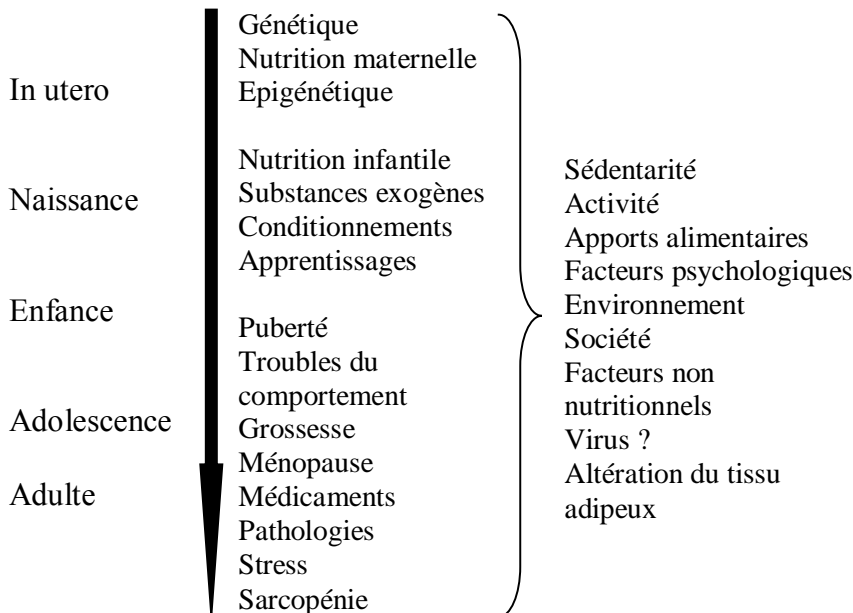 In utero
Naissance
Enfance
Adolescence
Adulte
Génétique
Nutrition maternelle
Epigénétique
Nutrition infantile
Substances exogènes
Conditionnements
Apprentissages
Puberté
Troubles du
comportement
Grossesse
Ménopause
Médicaments
Pathologies
Stress
Sarcopénie
Sédentarité
Activité
Apports alimentaires
Facteurs psychologiques
Environnement
Société
Facteurs non
nutritionnels
Virus ?
Altération du tissu
adipeux